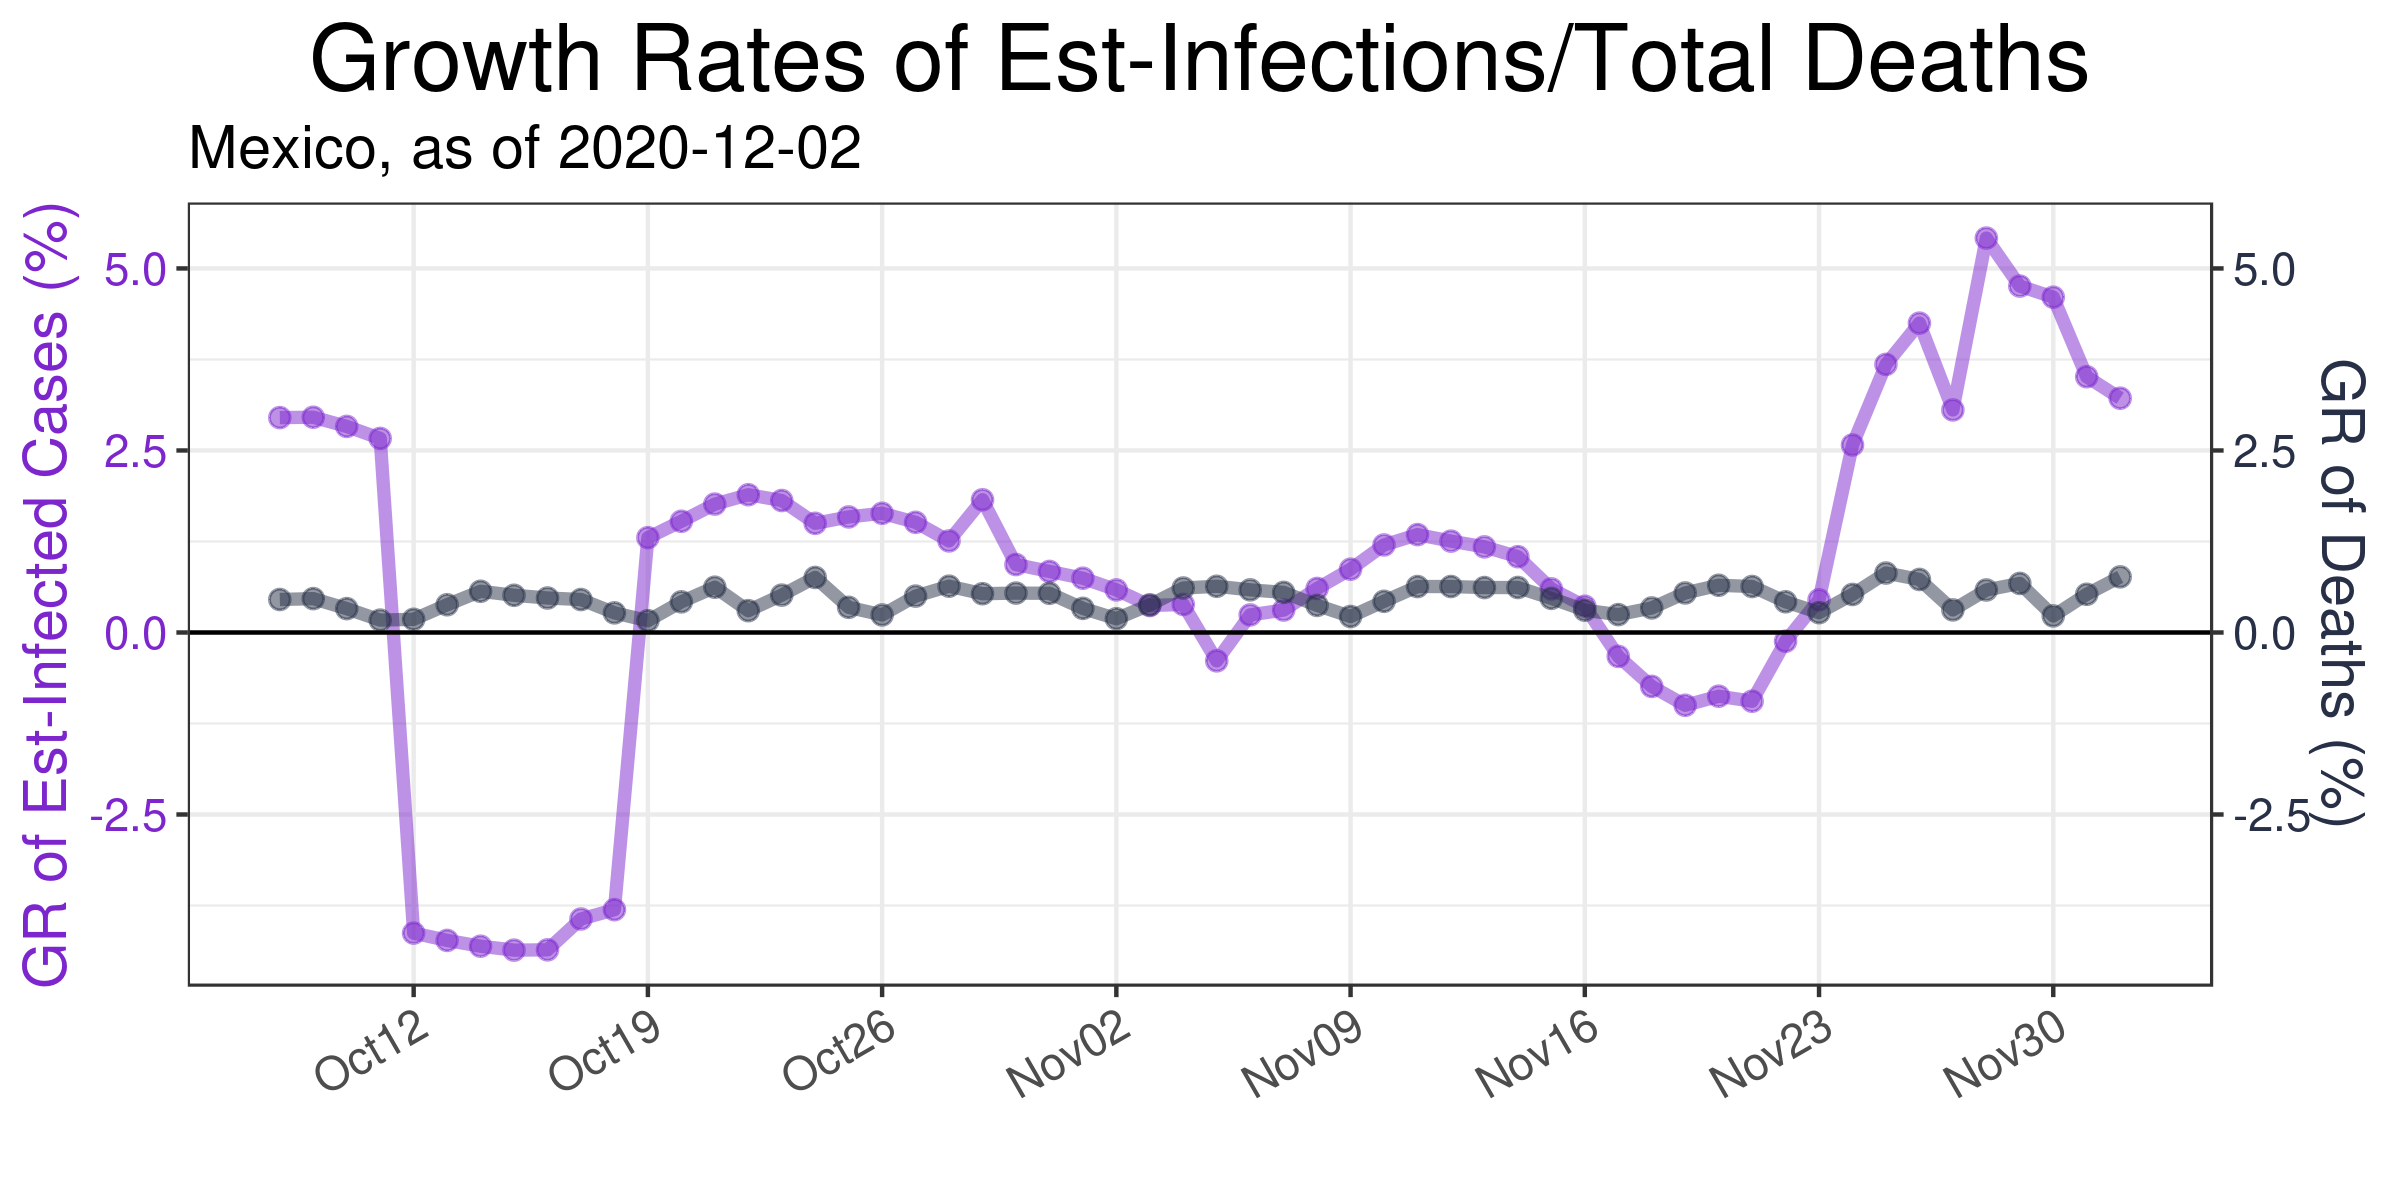 Growth Rates of Est-Infections/Total Deaths
Mexico, as of 2020-12-02
GR of Est-Infected Cases (%)
5.0
2.5
0.0
-2.5
5.0
2.5
0.0
-2.5
GR of Deaths (%)
Oct12
Oct19
Oct26
Nov02
Nov09
Nov16
Nov23
Nov30